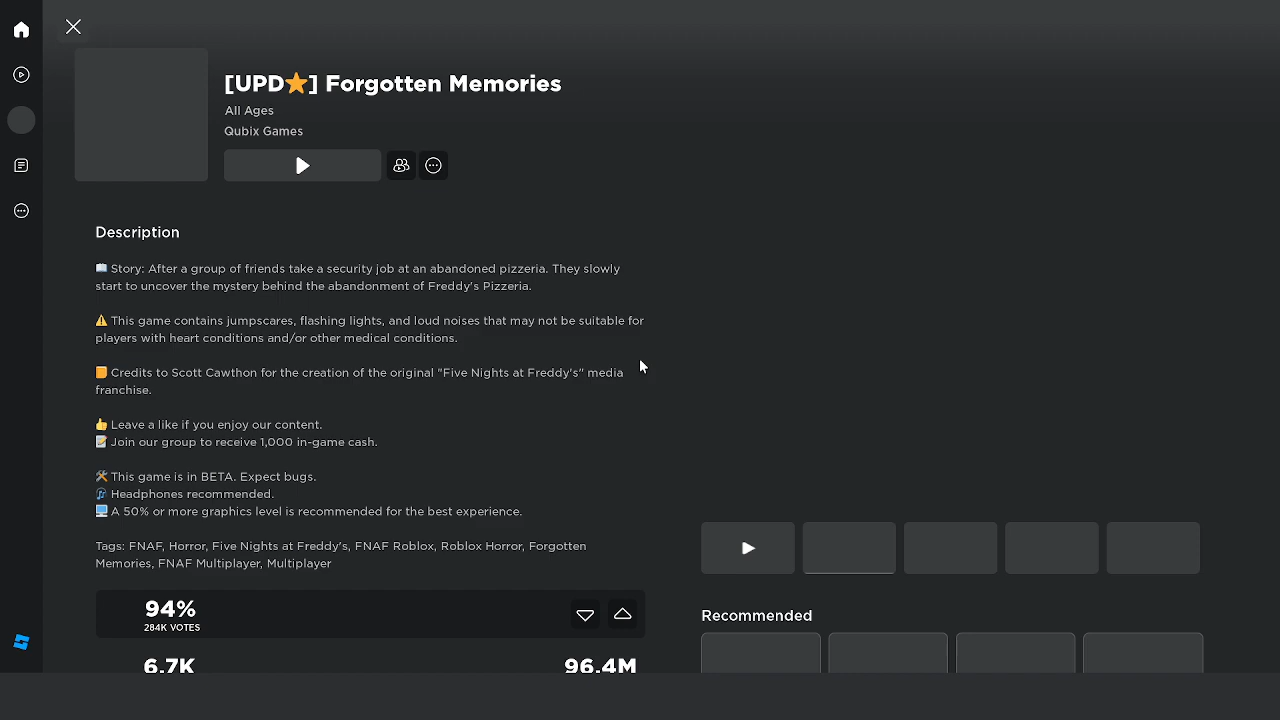 [UPD⭐] Forgotten Memories
All Ages
Qubix Games
Description
📖 Story: After a group of friends take a security job at an abandoned pizzeria. They slowly
start to uncover the mystery behind the abandonment of Freddy's Pizzeria.
⚠️ This game contains jumpscares, flashing lights, and loud noises that may not be suitable for
players with heart conditions and/or other medical conditions.
📙 Credits to Scott Cawthon for the creation of the original "Five Nights at Freddy's" media
franchise.
👍 Leave a like if you enjoy our content.
📝 Join our group to receive 1,000 in-game cash.
🛠️ This game is in BETA. Expect bugs.
🎧 Headphones recommended.
🖥️ A 50% or more graphics level is recommended for the best experience.
Tags: FNAF, Horror, Five Nights at Freddy's, FNAF Roblox, Roblox Horror, Forgotten
Memories, FNAF Multiplayer, Multiplayer
94%
284K VOTES
6.7K
96.4M
Recommended